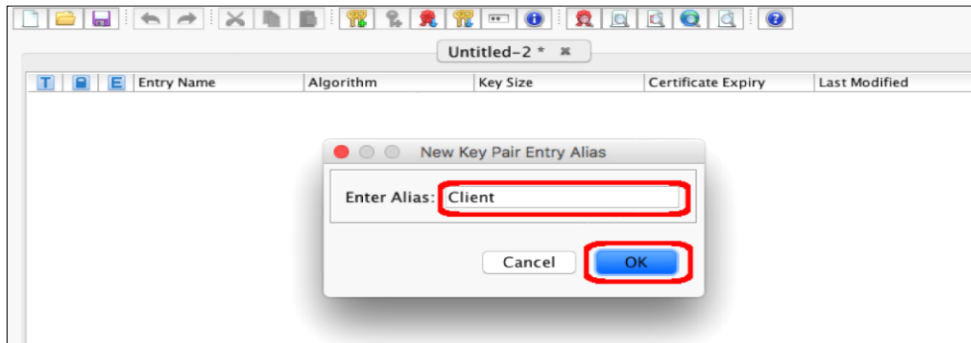 Untitled-2 *
T E Entry Name Algorithm Key Size Certificate Expiry Last Modified
New Key Pair Entry Alias
Enter Alias: Client
Cancel OK